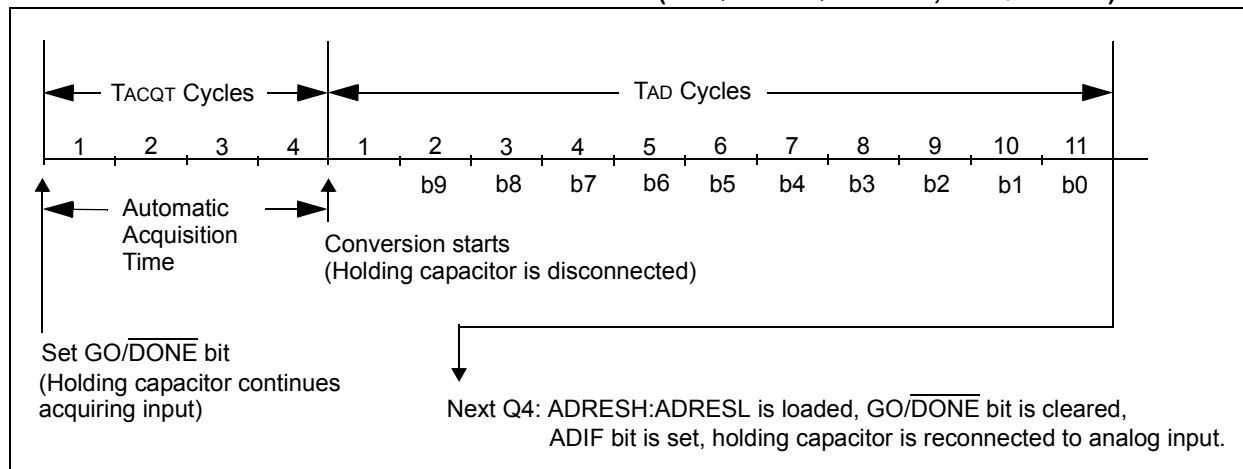 TACQT Cycles
TAD Cycles
1 2 3 4 1 2 3 4 5 6 7 8 9 10 11
b9 b8 b7 b6 b5 b4 b3 b2 b1 b0
Automatic
Acquisition
Time
Conversion starts
(Holding capacitor is disconnected)
Set GO/DONE bit
(Holding capacitor continues
acquiring input)
Next Q4: ADRESH:ADRESL is loaded, GO/DONE bit is cleared,
ADIF bit is set, holding capacitor is reconnected to analog input.